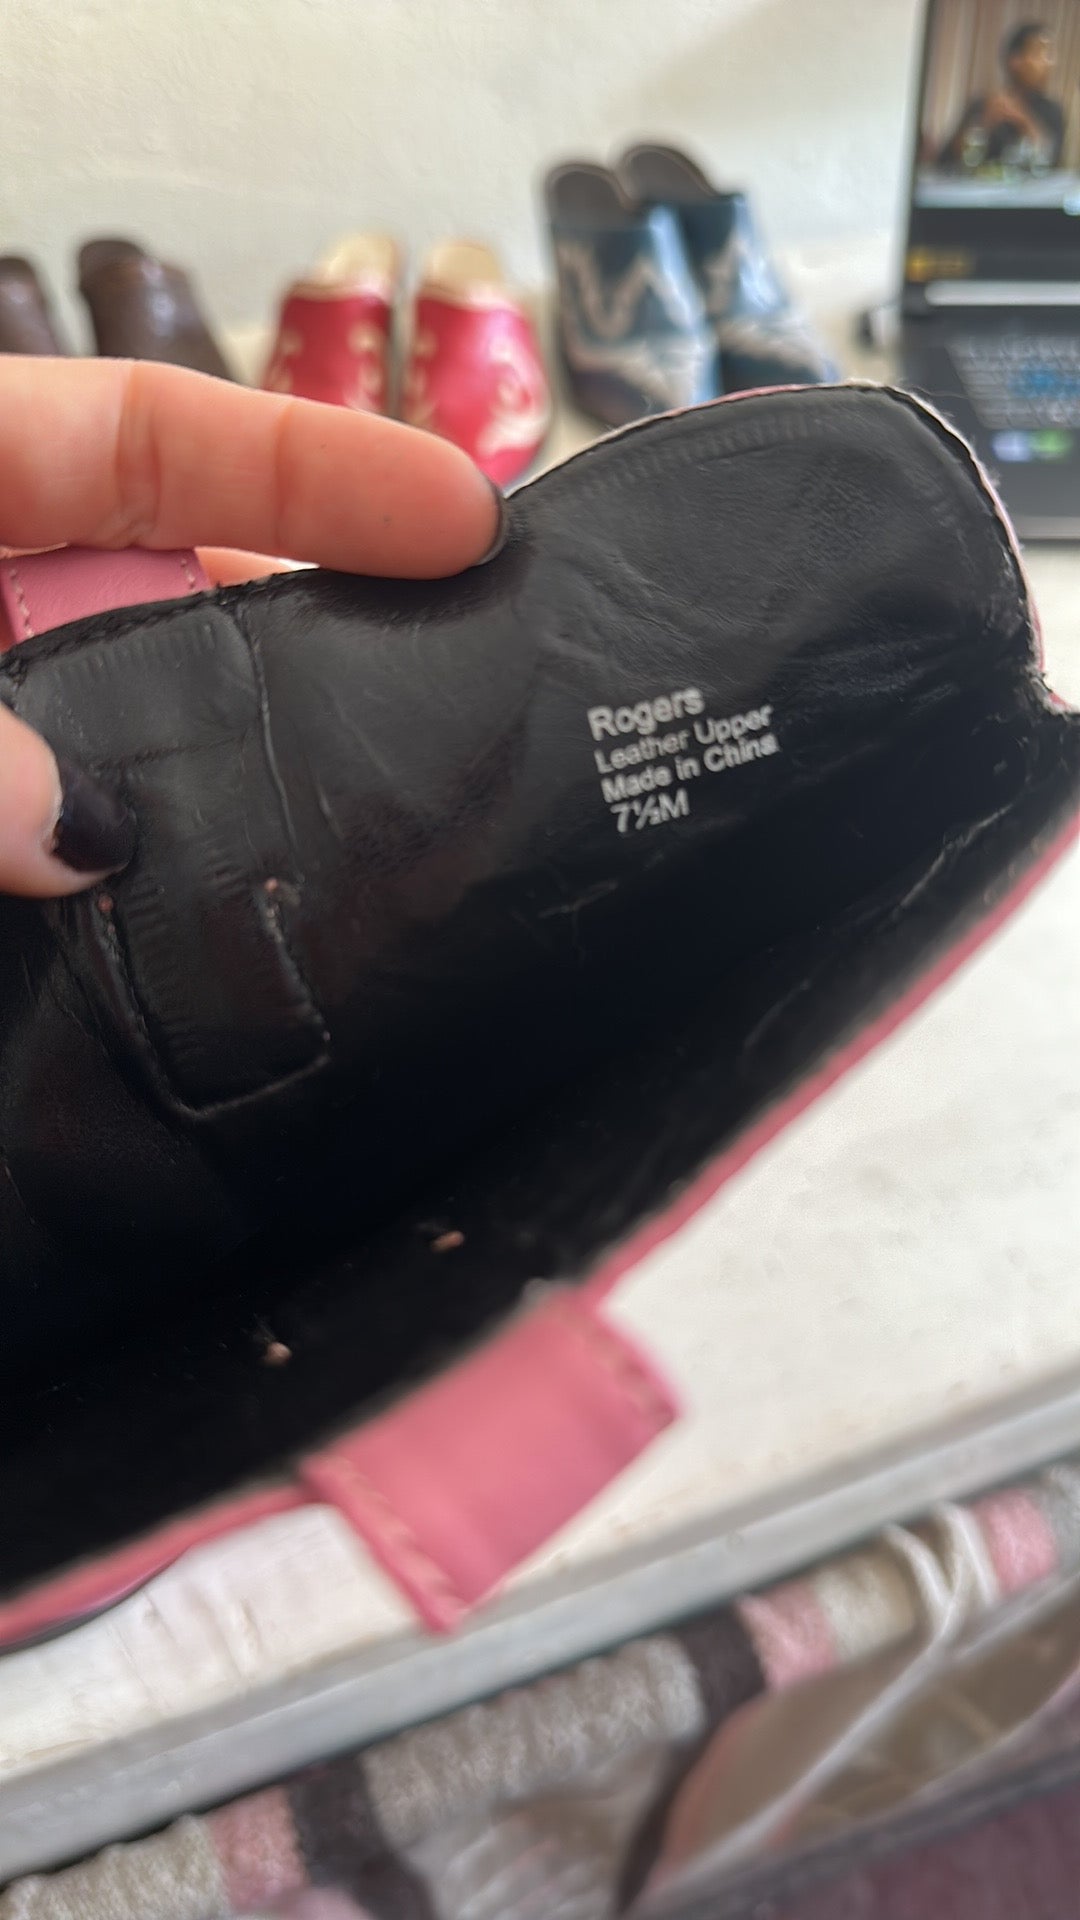 Rogers
Leather Upper
Made in China
7½M